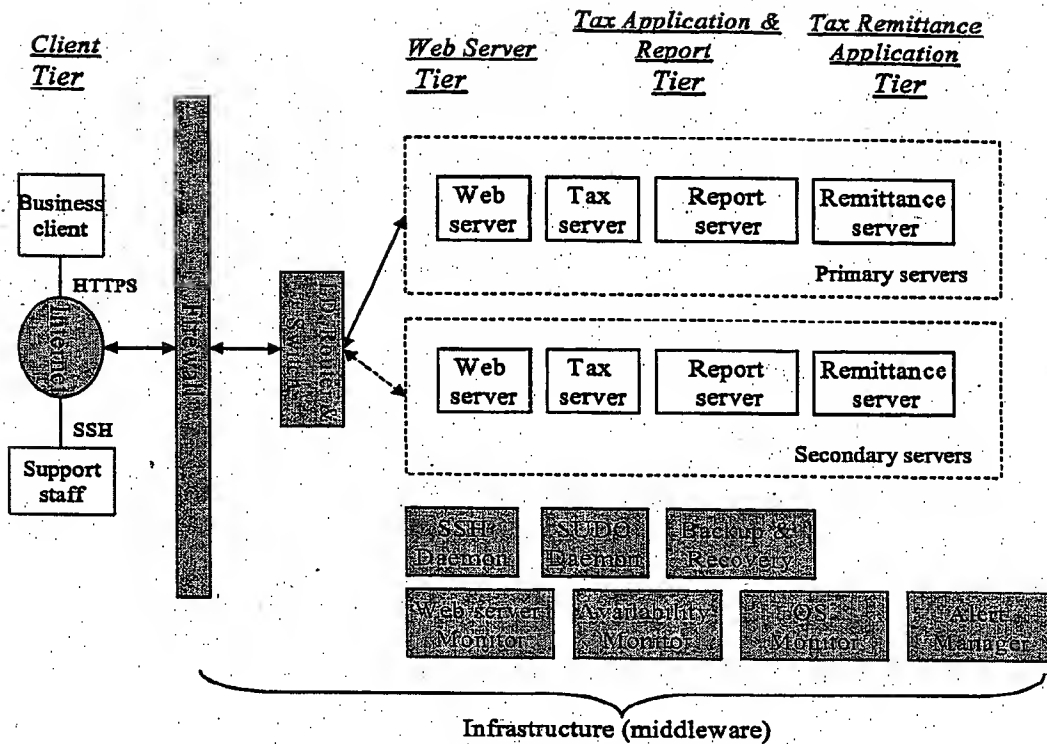 Client
Tier
Web Server
Tier
Tax Application &
Report
Tier
Tax Remittance
Application
Tier
Business
client
HTTPS
Internet
SSH
Support
staff
Firewall
Switch
Web
server
Tax
server
Report
server
Remittance
server
Primary servers
Web
server
Tax
server
Report
server
Remittance
server
Secondary servers
SSH
Daemon
SUDO
Daemon
Backup &
Recovery
Web server
Monitor
Availability
Monitor
OS
Monitor
Alert
Manager
Infrastructure (middleware)